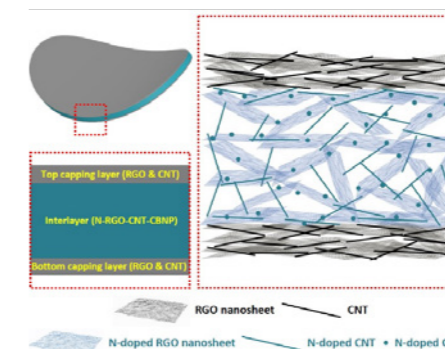 Top capping layer (RGO & CNT)
Interlayer (N-RGO-CNT-CBNP)
Bottom capping layer (RGO & CNT)
RGO nanosheet CNT
N-doped RGO nanosheet N-doped CNT • N-doped